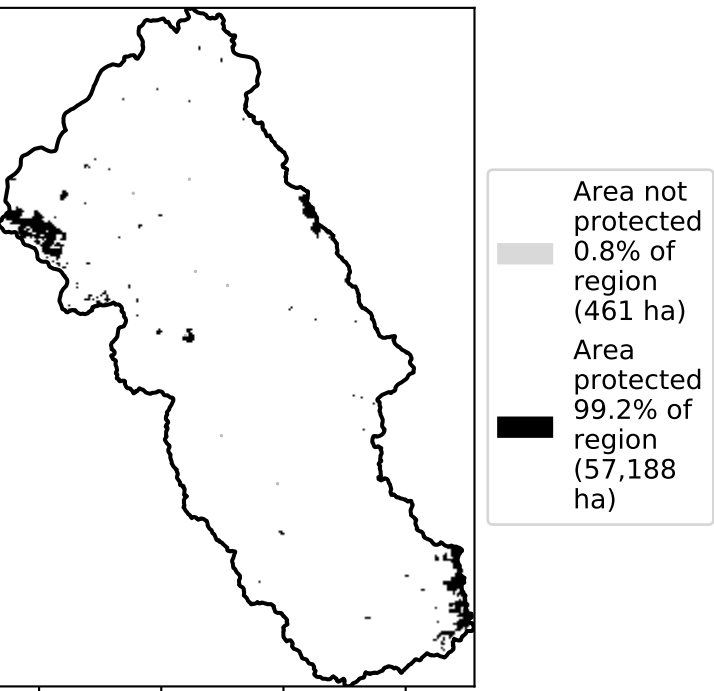 Area not
protected
0.8% of
region
(461 ha)
Area
protected
99.2% of
region
(57,188
ha)